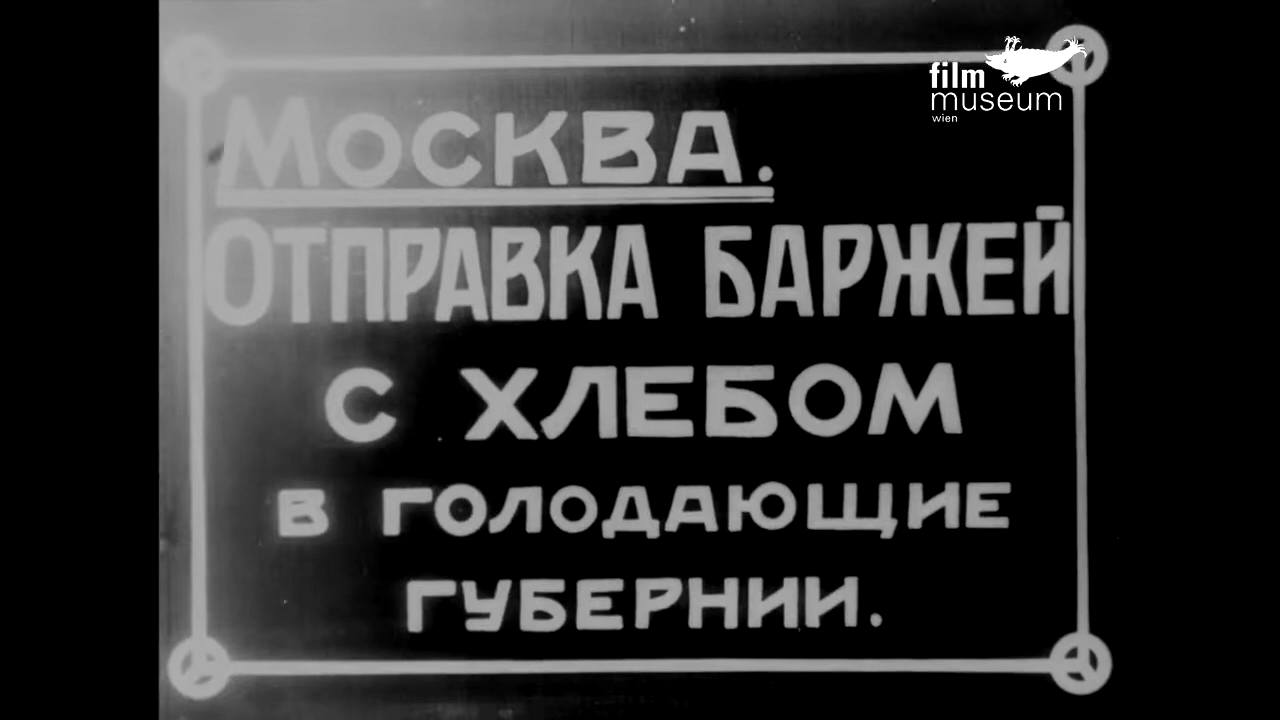 film
museum
wien
МОСКВА.
ОТПРАВКА БАРЖЕЙ
С ХЛЕБОМ
В ГОЛОДАЮЩИЕ
ГУБЕРНИИ.